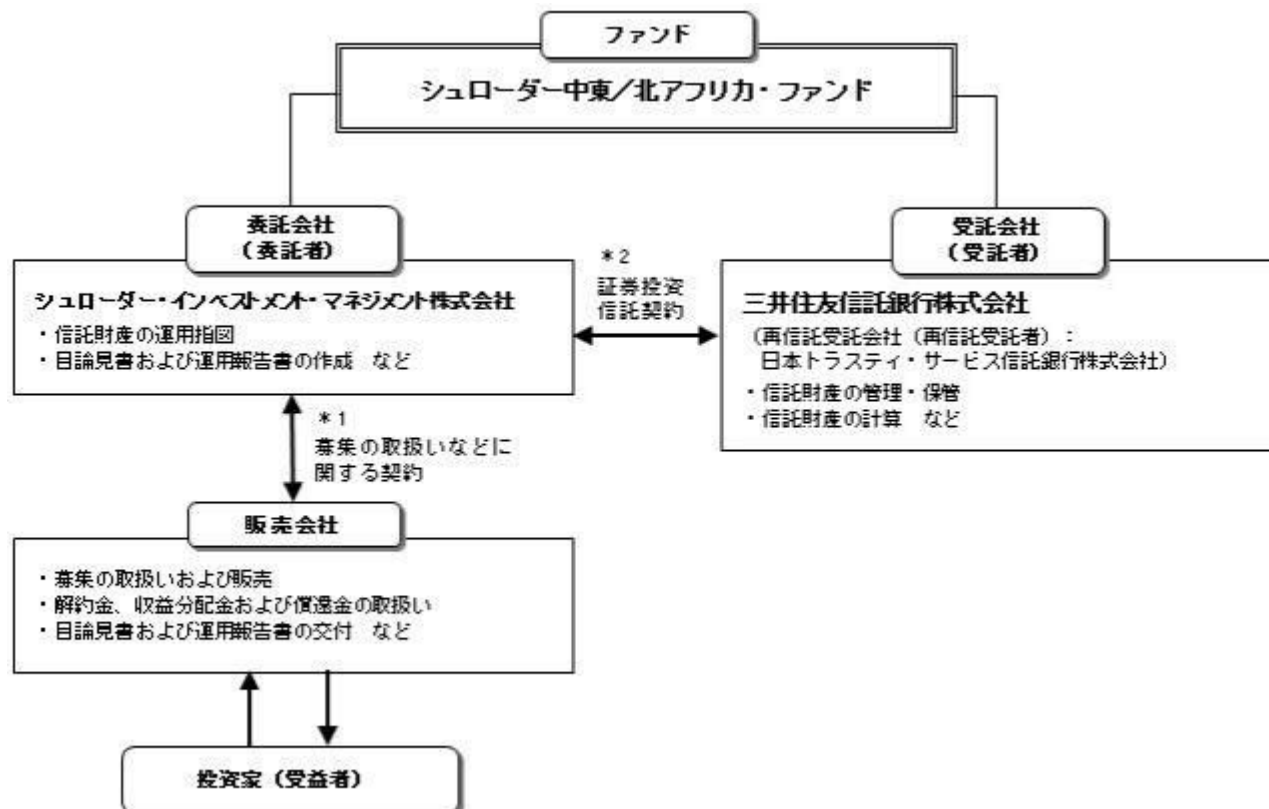 ファンド
シュローダー中東／北アフリカ・ファンド
委託会社
（委託者）
シュローダー・インベストメント・マネジメント株式会社
・信託財産の運用指図
・目論見書および運用報告書の作成　など
＊2
証券投資
信託契約
受託会社
（受託者）
三井住友信託銀行株式会社
（再信託受託会社（再信託受託者）：
日本トラスティ・サービス信託銀行株式会社）
・信託財産の管理・保管
・信託財産の計算　など
＊1
募集の取扱いなどに
関する契約
販売会社
・募集の取扱いおよび販売
・解約金、収益分配金および償還金の取扱い
・目論見書および運用報告書の交付　など
投資家（受益者）